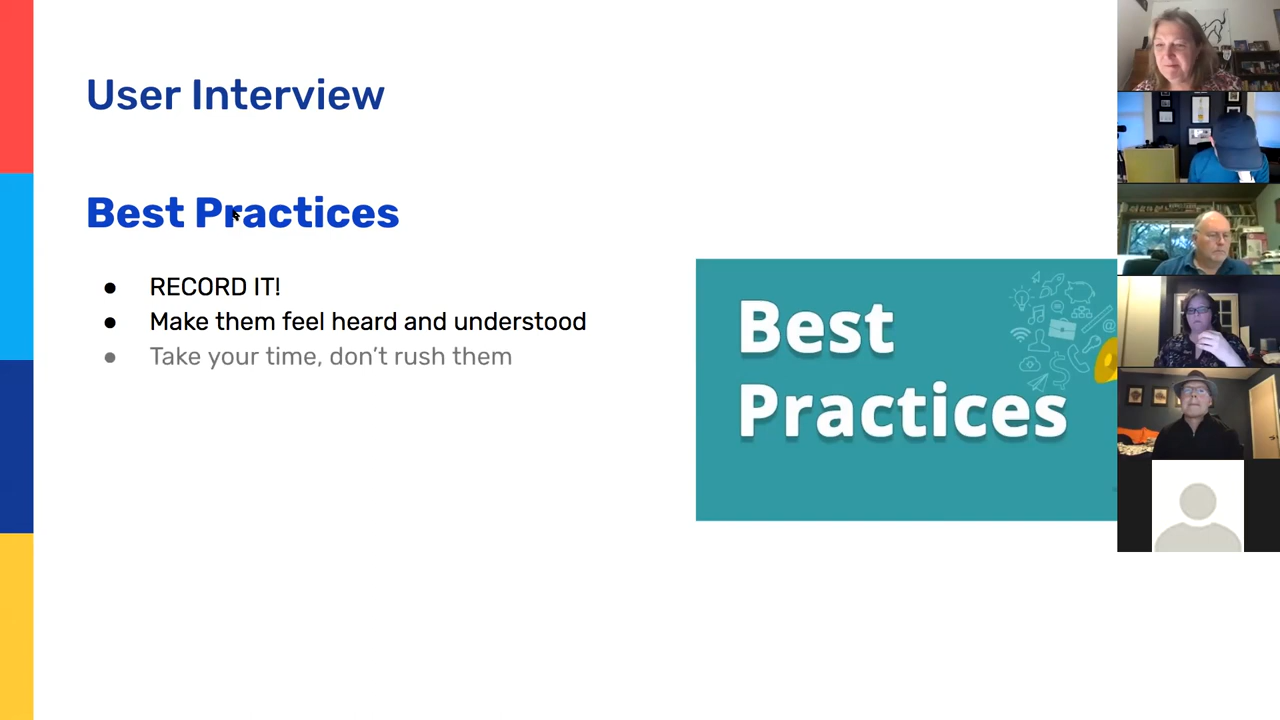 User Interview
Best Practices
● RECORD IT!
● Make them feel heard and understood
● Take your time, don’t rush them
Best
Practices